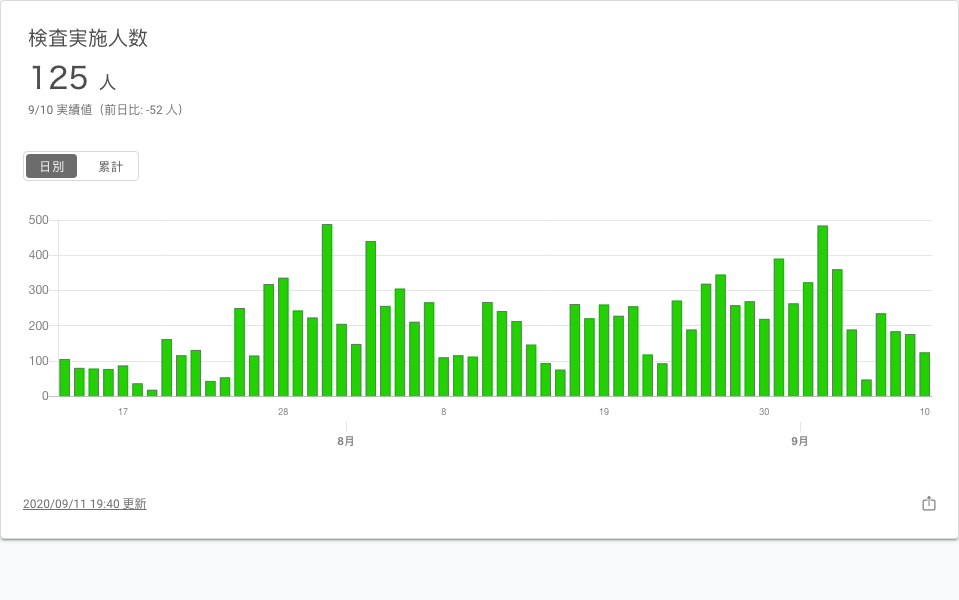 検査実施人数
125 人
9/10 実績値（前日比: -52 人）
日別 累計
500
400
300
200
100
0
17 28 8 19 30 10
8月 9月
2020/09/11 19:40 更新